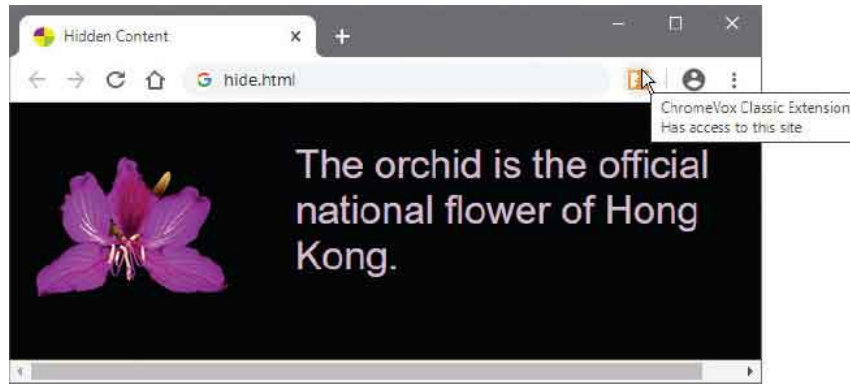 Hidden Content
hide.html
ChromeVox Classic Extension
Has access to this site
The orchid is the official
national flower of Hong
Kong.